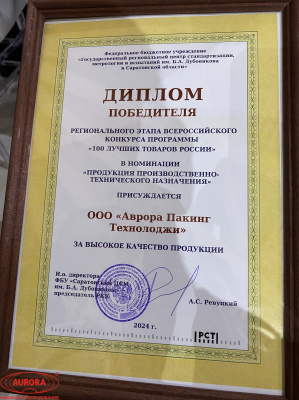 Федеральное бюджетное учреждение
«Государственный региональный центр стандартизации,
метрологии и испытаний им. Б.А. Дубовикова
в Саратовской области»
ДИПЛОМ
ПОБЕДИТЕЛЯ
РЕГИОНАЛЬНОГО ЭТАПА ВСЕРОССИЙСКОГО
КОНКУРСА ПРОГРАММЫ
«100 ЛУЧШИХ ТОВАРОВ РОССИИ»
В НОМИНАЦИИ
«ПРОДУКЦИЯ ПРОИЗВОДСТВЕННО-
ТЕХНИЧЕСКОГО НАЗНАЧЕНИЯ»
ПРИСУЖДАЕТСЯ
ООО «Аврора Пакинг
Технолоджи»
ЗА ВЫСОКОЕ КАЧЕСТВО ПРОДУКЦИИ
И.о. директора
ФБУ «Саратовский ЦСМ
им. Б.А. Дубовикова»
председатель РКК
А.С. Ревуцкий
2024 г.
РСТ
AURORA